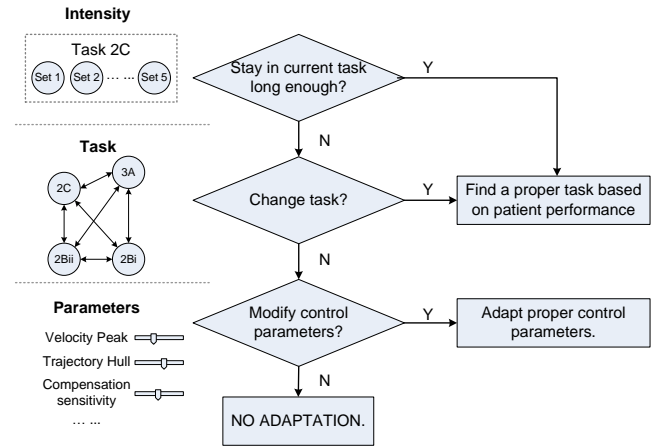 Intensity
Task 2C
Set 1 Set 2 ... ... Set 5
Stay in current task
long enough?
Y
N
Task
3A
2C
2Bii
2Bi
Change task?
Y
Find a proper task based
on patient performance
N
Parameters
Velocity Peak
Trajectory Hull
Compensation
sensitivity
... ...
Modify control
parameters?
Y
Adapt proper control
parameters.
N
NO ADAPTATION.